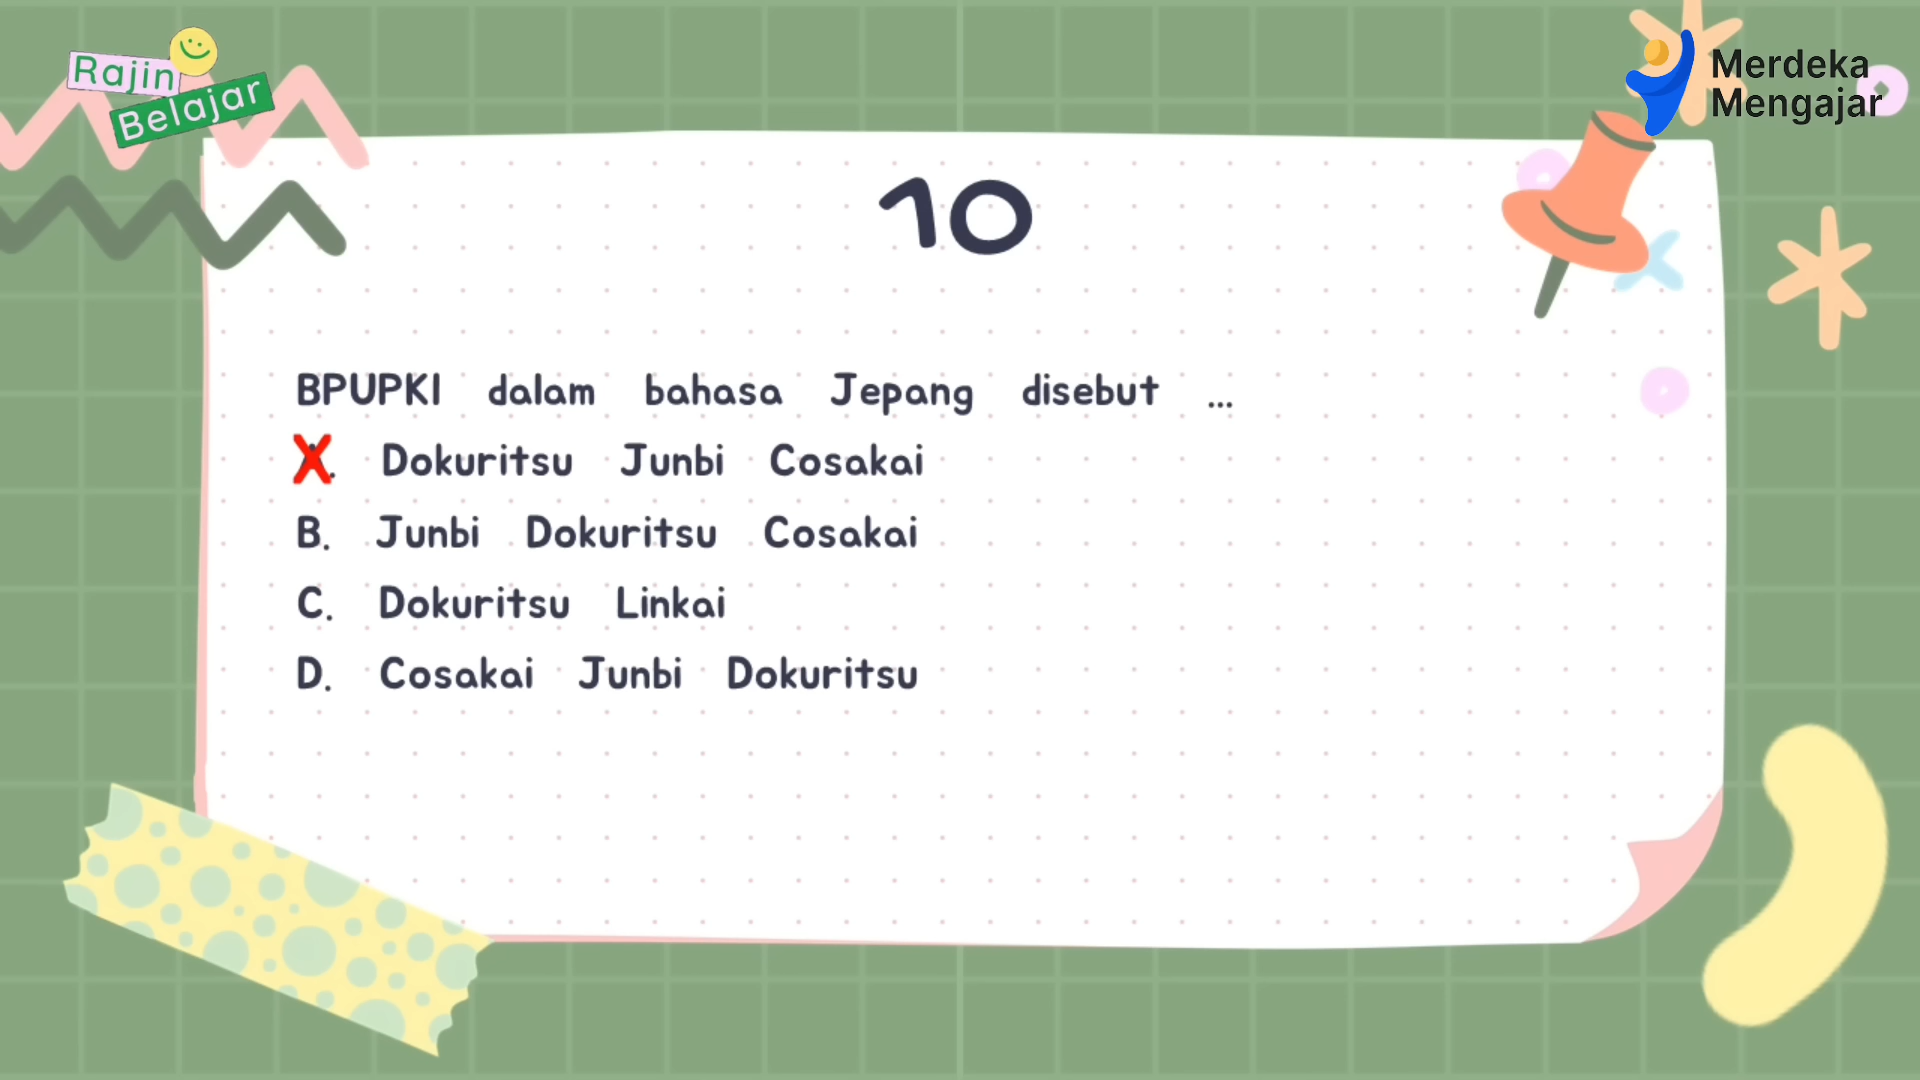 Rajin
Belajar
Merdeka
Mengajar
10
BPUPKI dalam bahasa Jepang disebut ...
X. Dokuritsu Junbi Cosakai
B. Junbi Dokuritsu Cosakai
C. Dokuritsu Linkai
D. Cosakai Junbi Dokuritsu